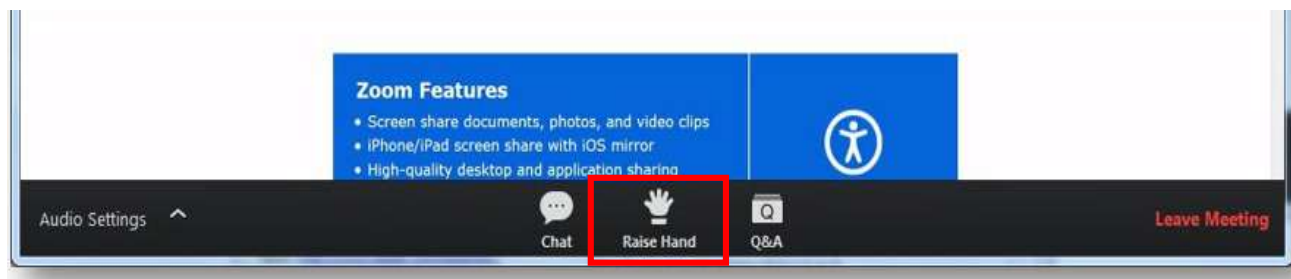 Zoom Features
• Screen share documents, photos, and video clips
• iPhone/iPad screen share with iOS mirror
• High-quality desktop and application sharing
Audio Settings
Chat
Raise Hand
Q
Q&A
Leave Meeting